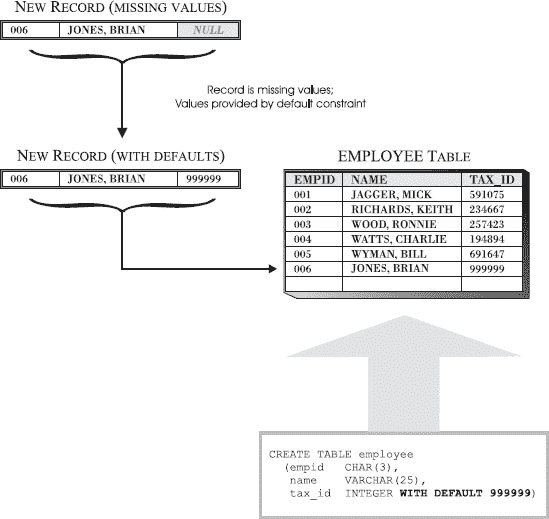 NEW RECORD (MISSING VALUES)
006 JONES, BRIAN NULL
Record is missing values;
Values provided by default constraint
NEW RECORD (WITH DEFAULTS)
006 JONES, BRIAN 999999
EMPLOYEE TABLE
EMPID NAME TAX_ID
001 JAGGER, MICK 591075
002 RICHARDS, KEITH 234667
003 WOOD, RONNIE 257423
004 WATTS, CHARLIE 194894
005 WYMAN, BILL 691647
006 JONES, BRIAN 999999
CREATE TABLE employee
(empid CHAR(3),
name VARCHAR(25),
tax_id INTEGER WITH DEFAULT 999999)